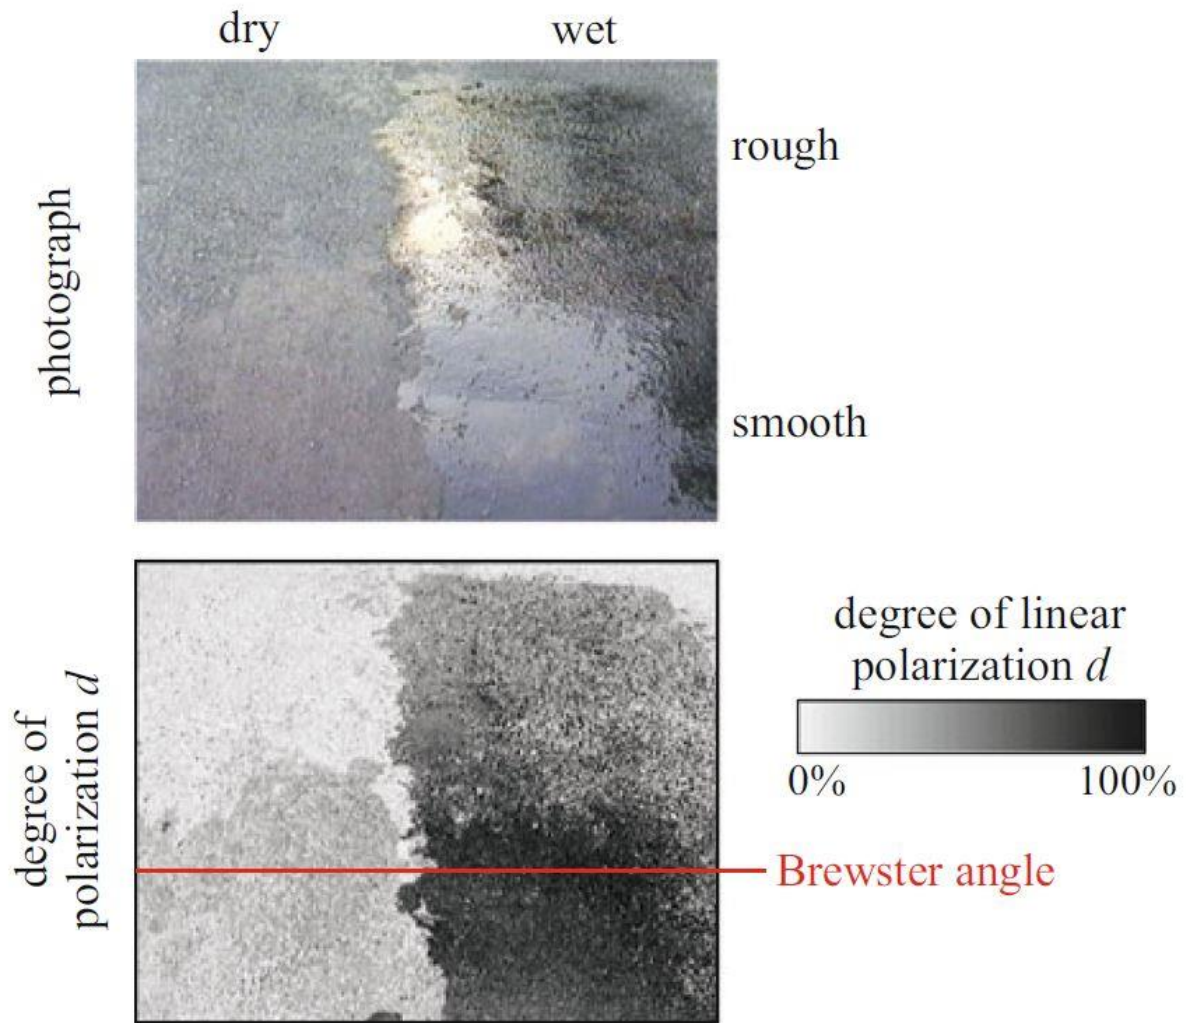 dry
wet
photograph
rough
smooth
degree of
polarization d
degree of linear
polarization d
0%
100%
Brewster angle